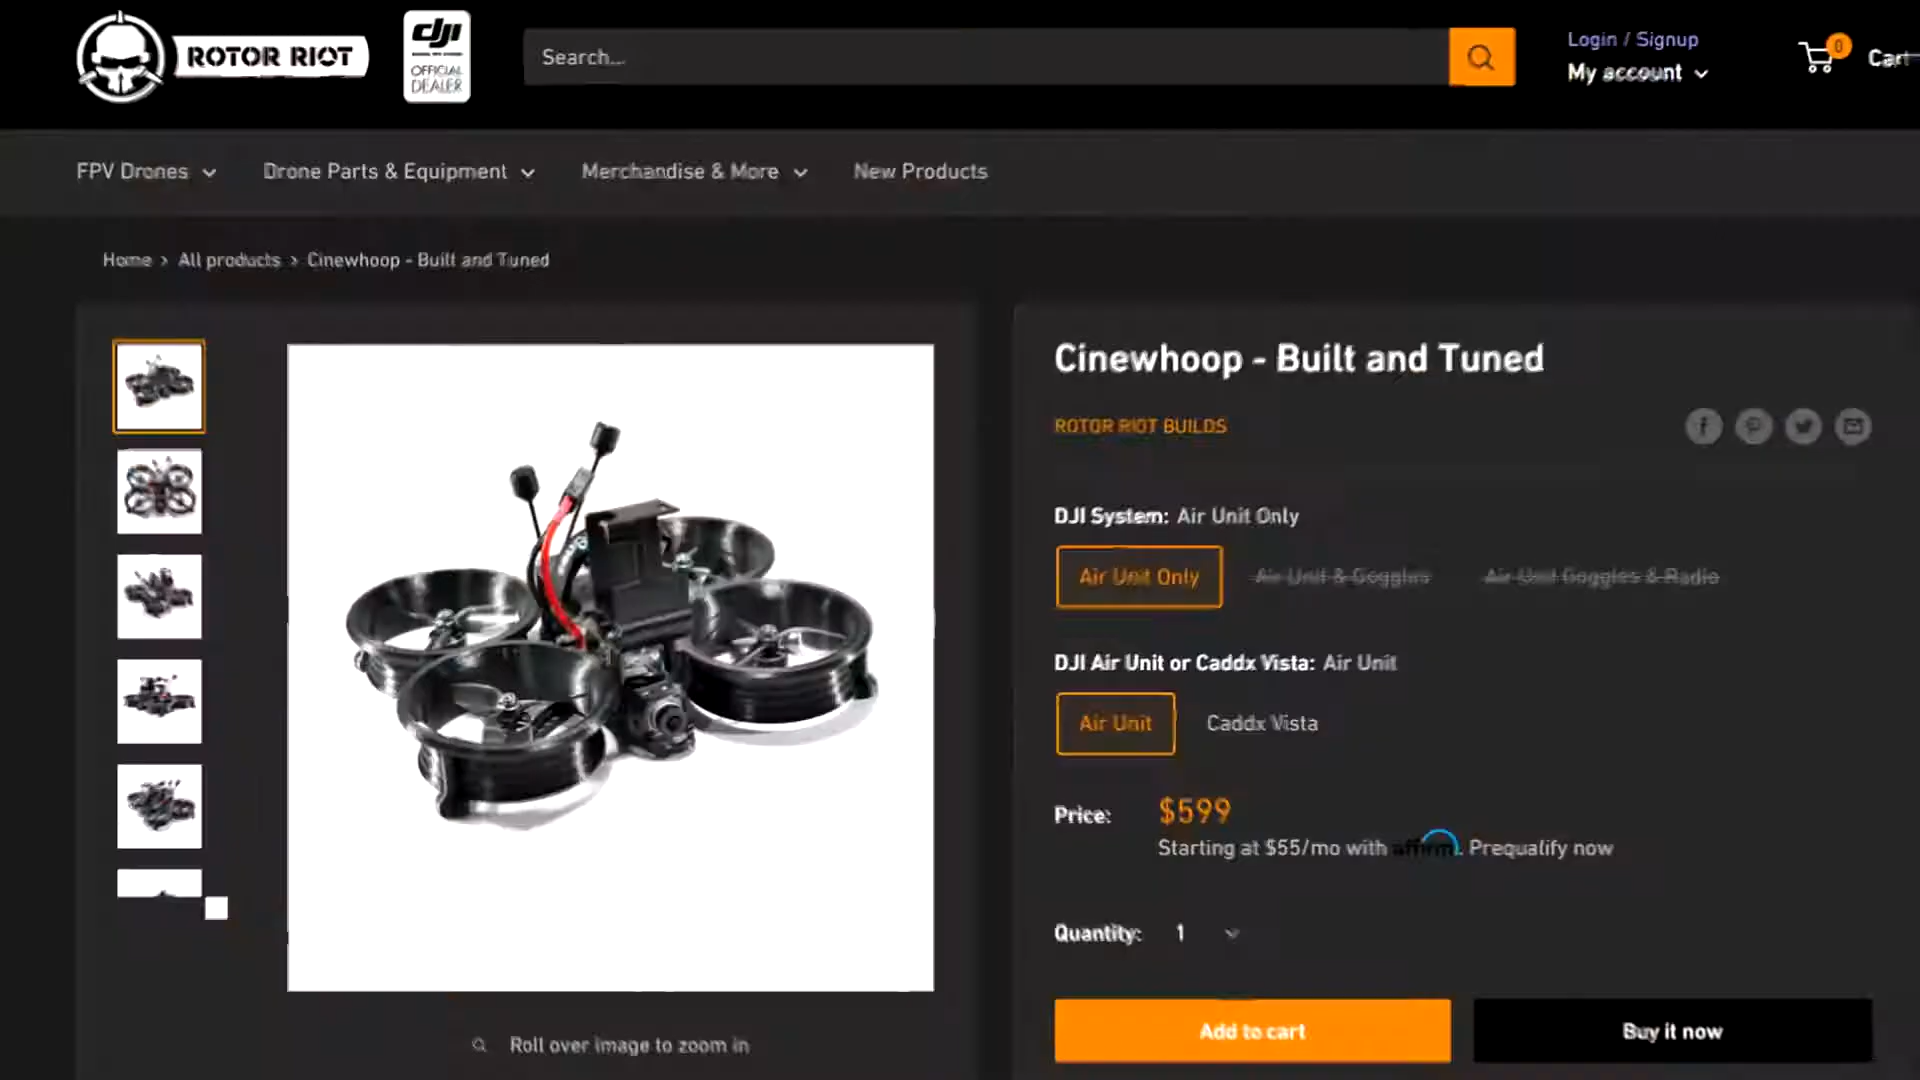 ROTOR RIOT
dji
OFFICIAL
DEALER
Search...
Login / Signup
My account
0
Cart
FPV Drones
Drone Parts & Equipment
Merchandise & More
New Products
Home > All products > Cinewhoop - Built and Tuned
Cinewhoop - Built and Tuned
ROTOR RIOT BUILDS
DJI System: Air Unit Only
Air Unit Only
Air Unit & Goggles
Air Unit Goggles & Radio
DJI Air Unit or Caddx Vista: Air Unit
Air Unit
Caddx Vista
Price: $599
Starting at $55/mo with affirm. Prequalify now
Quantity: 1
Add to cart
Buy it now
Roll over image to zoom in